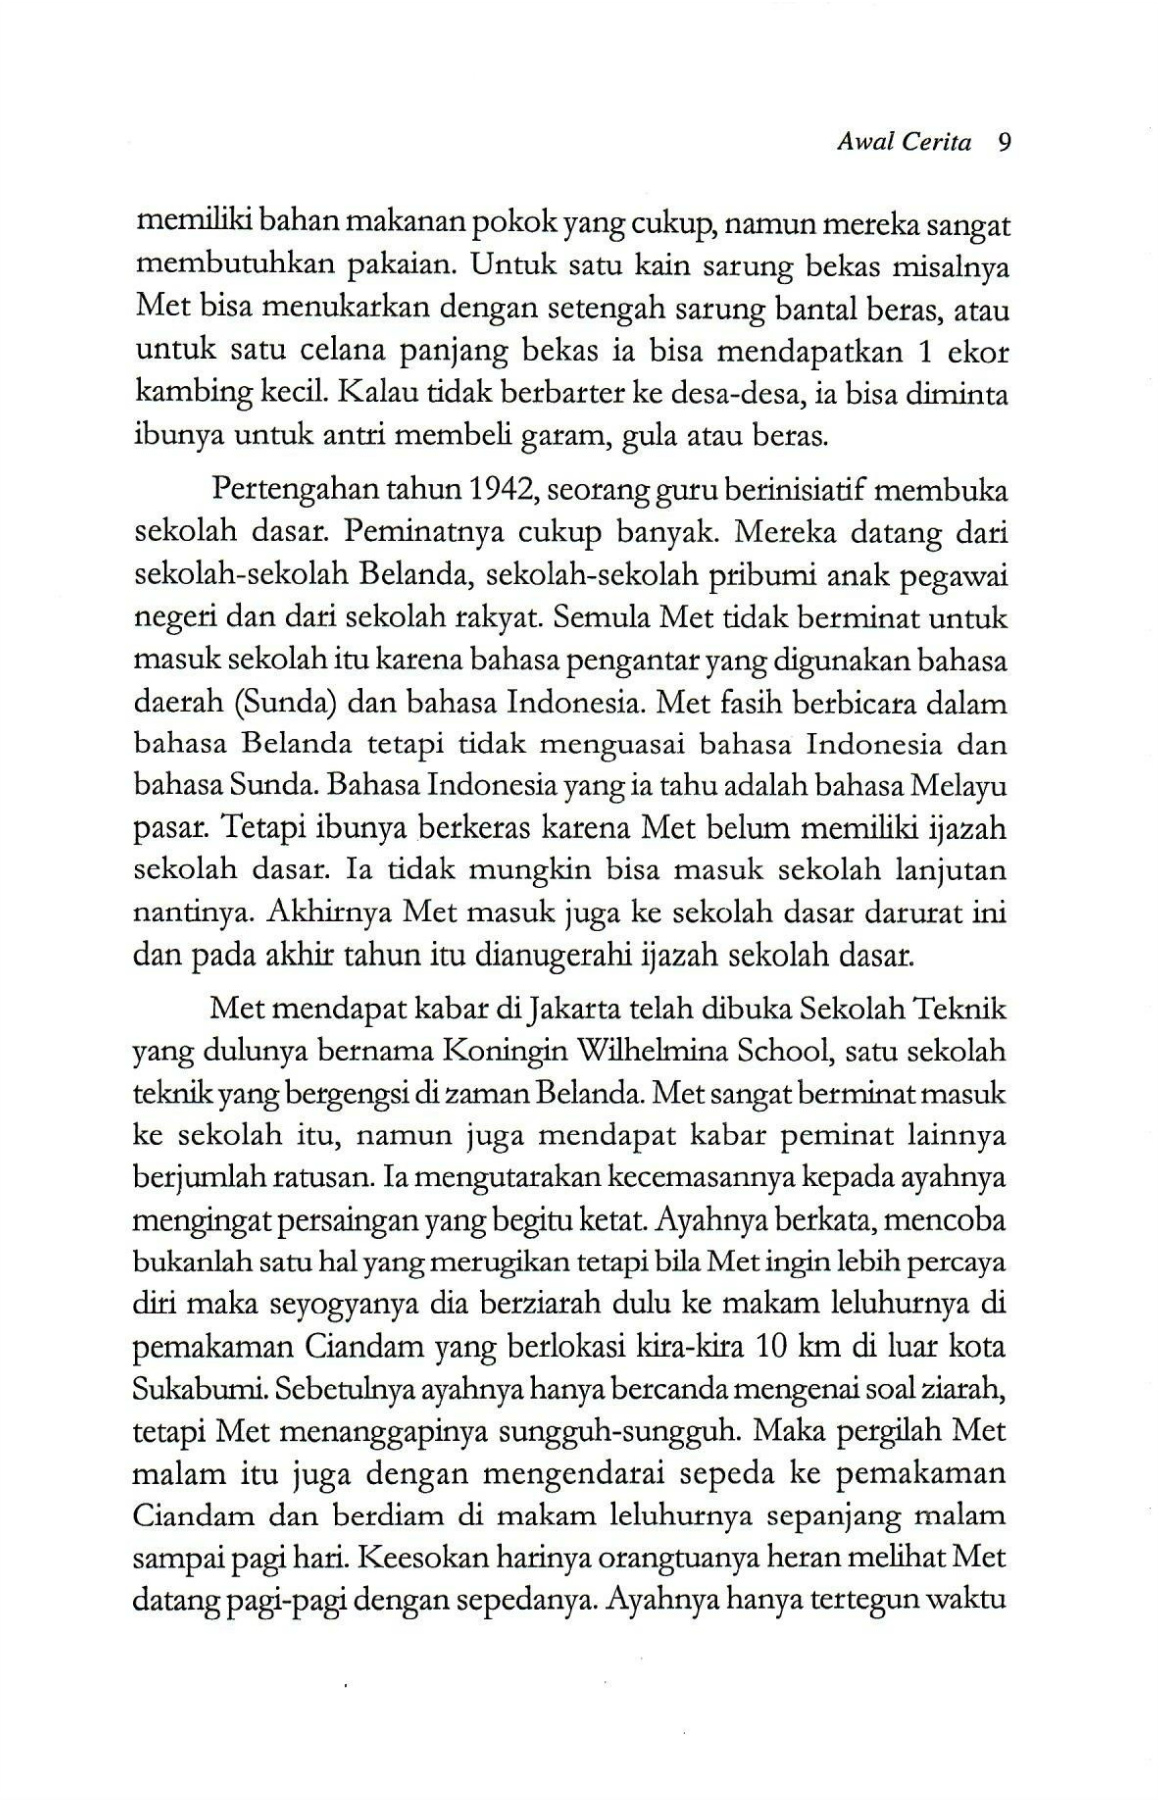 Awal Cerita 9
memiliki bahan makanan pokok yang cukup, namun mereka sangat
membutuhkan pakaian. Untuk satu kain sarung bekas misalnya
Met bisa menukarkan dengan setengah sarung bantal beras, atau
untuk satu celana panjang bekas ia bisa mendapatkan 1 ekor
kambing kecil. Kalau tidak berbarter ke desa-desa, ia bisa diminta
ibunya untuk antri membeli garam, gula atau beras.
Pertengahan tahun 1942, seorang guru berinisiatif membuka
sekolah dasar. Peminatnya cukup banyak. Mereka datang dari
sekolah-sekolah Belanda, sekolah-sekolah pribumi anak pegawai
negeri dan dari sekolah rakyat. Semula Met tidak berminat untuk
masuk sekolah itu karena bahasa pengantar yang digunakan bahasa
daerah (Sunda) dan bahasa Indonesia. Met fasih berbicara dalam
bahasa Belanda tetapi tidak menguasai bahasa Indonesia dan
bahasa Sunda. Bahasa Indonesia yang ia tahu adalah bahasa Melayu
pasar. Tetapi ibunya berkeras karena Met belum memiliki ijazah
sekolah dasar. Ia tidak mungkin bisa masuk sekolah lanjutan
nantinya. Akhirnya Met masuk juga ke sekolah dasar darurat ini
dan pada akhir tahun itu dianugerahi ijazah sekolah dasar.
Met mendapat kabar di Jakarta telah dibuka Sekolah Teknik
yang dulunya bernama Koningin Wilhelmina School, satu sekolah
teknik yang bergengsi di zaman Belanda. Met sangat berminat masuk
ke sekolah itu, namun juga mendapat kabar peminat lainnya
berjumlah ratusan. Ia mengutarakan kecemasannya kepada ayahnya
mengingat persaingan yang begitu ketat. Ayahnya berkata, mencoba
bukanlah satu hal yang merugikan tetapi bila Met ingin lebih percaya
diri maka seyogyanya dia berziarah dulu ke makam leluhurnya di
pemakaman Ciandam yang berlokasi kira-kira 10 km di luar kota
Sukabumi. Sebetulnya ayahnya hanya bercanda mengenai soal ziarah,
tetapi Met menanggapinya sungguh-sungguh. Maka pergilah Met
malam itu juga dengan mengendarai sepeda ke pemakaman
Ciandam dan berdiam di makam leluhurnya sepanjang malam
sampai pagi hari. Keesokan harinya orangtuanya heran melihat Met
datang pagi-pagi dengan sepedanya. Ayahnya hanya tertegun waktu